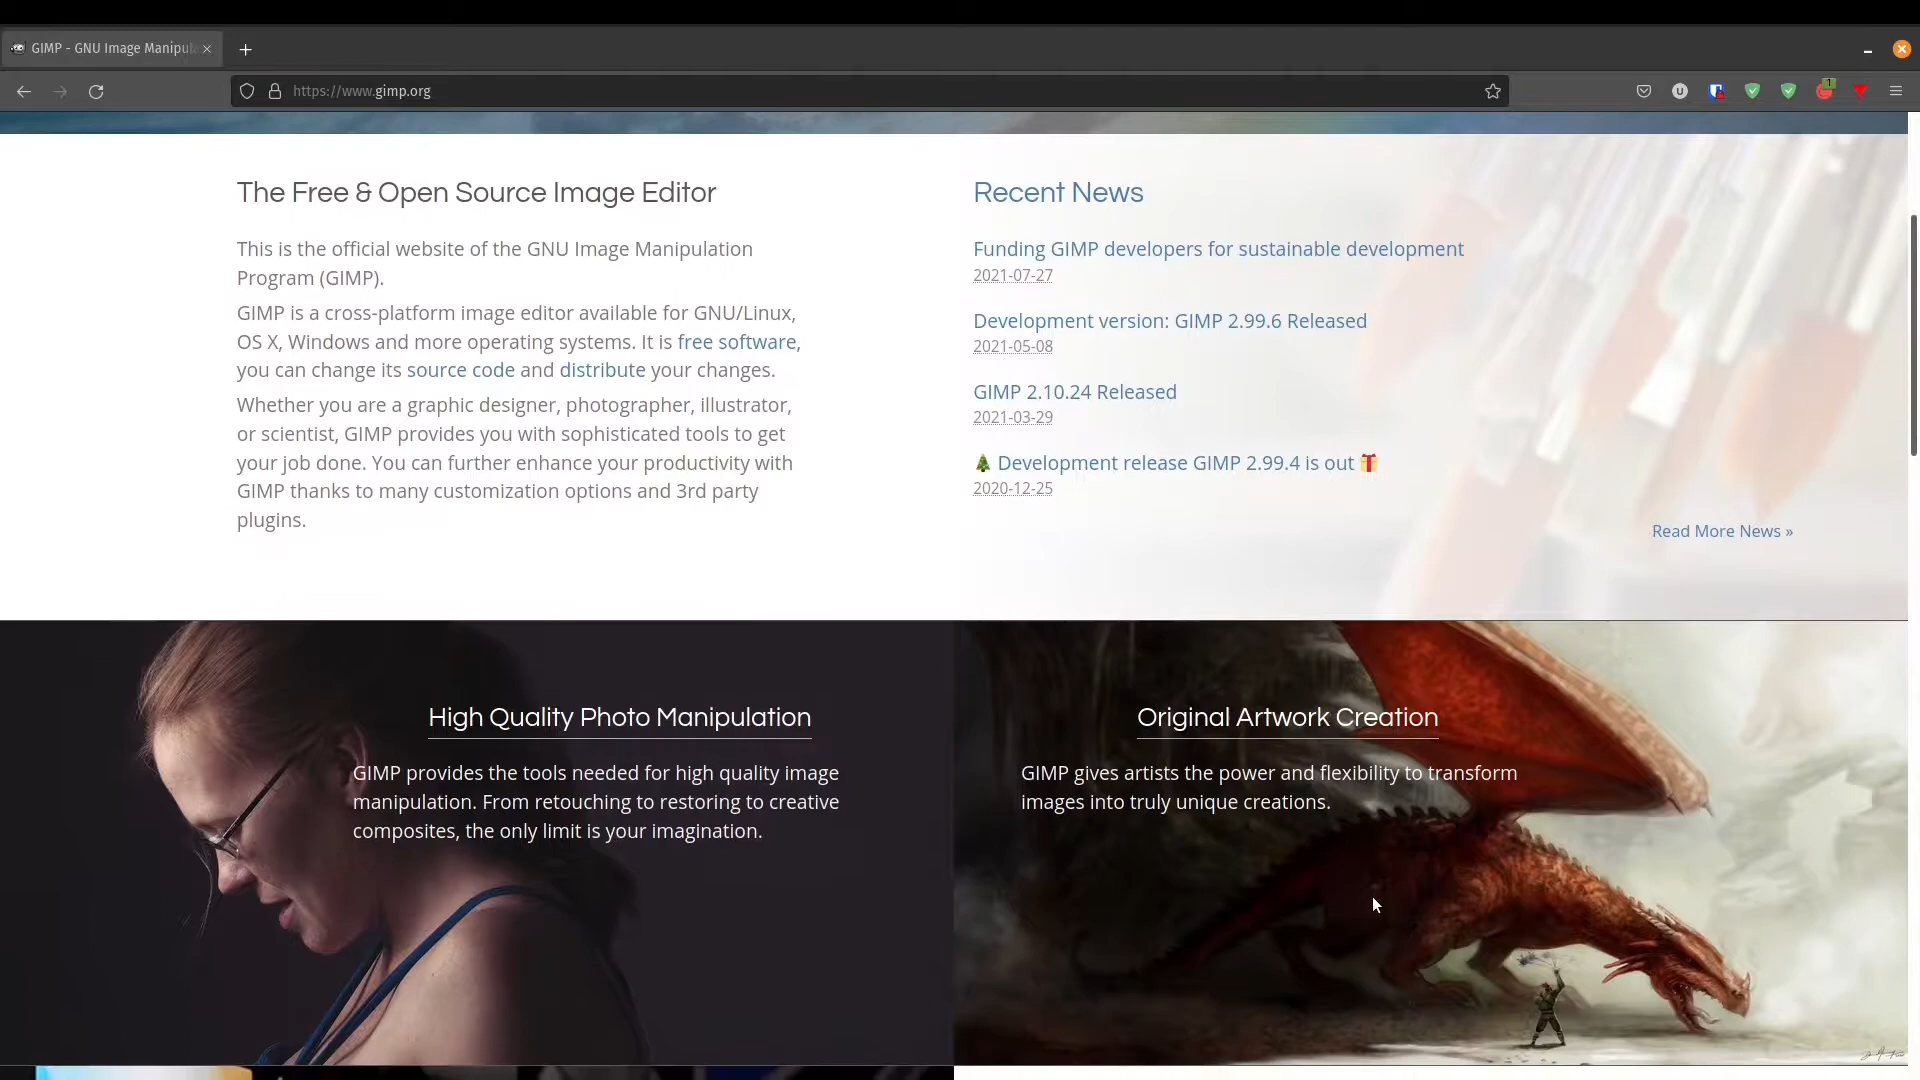 GIMP - GNU Image Manipul
https://www.gimp.org
The Free & Open Source Image Editor
This is the official website of the GNU Image Manipulation
Program (GIMP).
GIMP is a cross-platform image editor available for GNU/Linux,
OS X, Windows and more operating systems. It is free software,
you can change its source code and distribute your changes.
Whether you are a graphic designer, photographer, illustrator,
or scientist, GIMP provides you with sophisticated tools to get
your job done. You can further enhance your productivity with
GIMP thanks to many customization options and 3rd party
plugins.
Recent News
Funding GIMP developers for sustainable development
2021-07-27
Development version: GIMP 2.99.6 Released
2021-05-08
GIMP 2.10.24 Released
2021-03-29
🎄 Development release GIMP 2.99.4 is out 🎁
2020-12-25
Read More News »
High Quality Photo Manipulation
GIMP provides the tools needed for high quality image
manipulation. From retouching to restoring to creative
composites, the only limit is your imagination.
Original Artwork Creation
GIMP gives artists the power and flexibility to transform
images into truly unique creations.